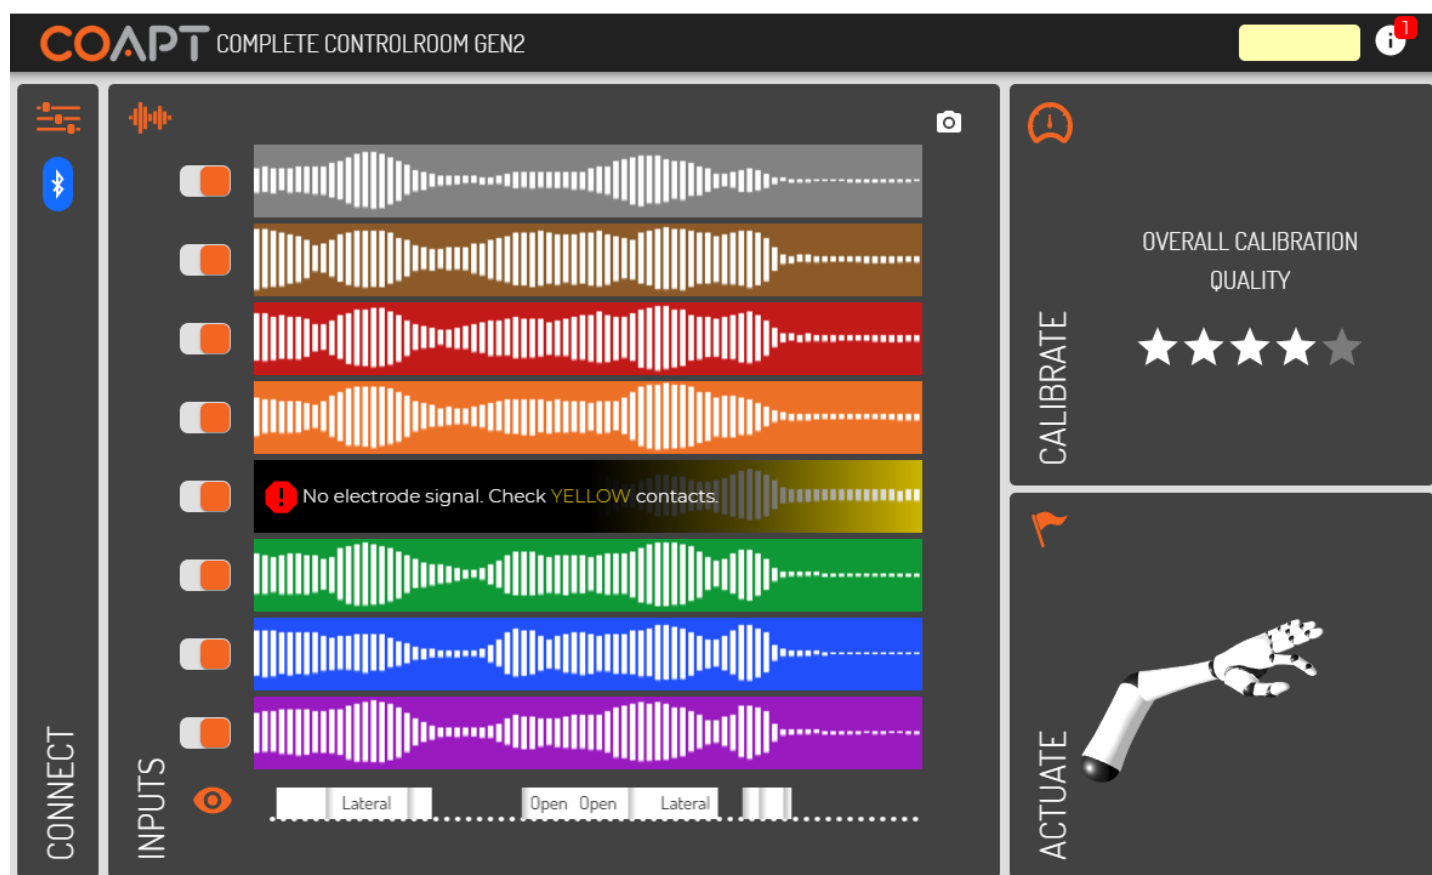 COAPT COMPLETE CONTROLROOM GEN2
1
CONNECT
INPUTS
No electrode signal. Check YELLOW contacts.
Lateral
Open Open
Lateral
CALIBRATE
OVERALL CALIBRATION
QUALITY
ACTUATE